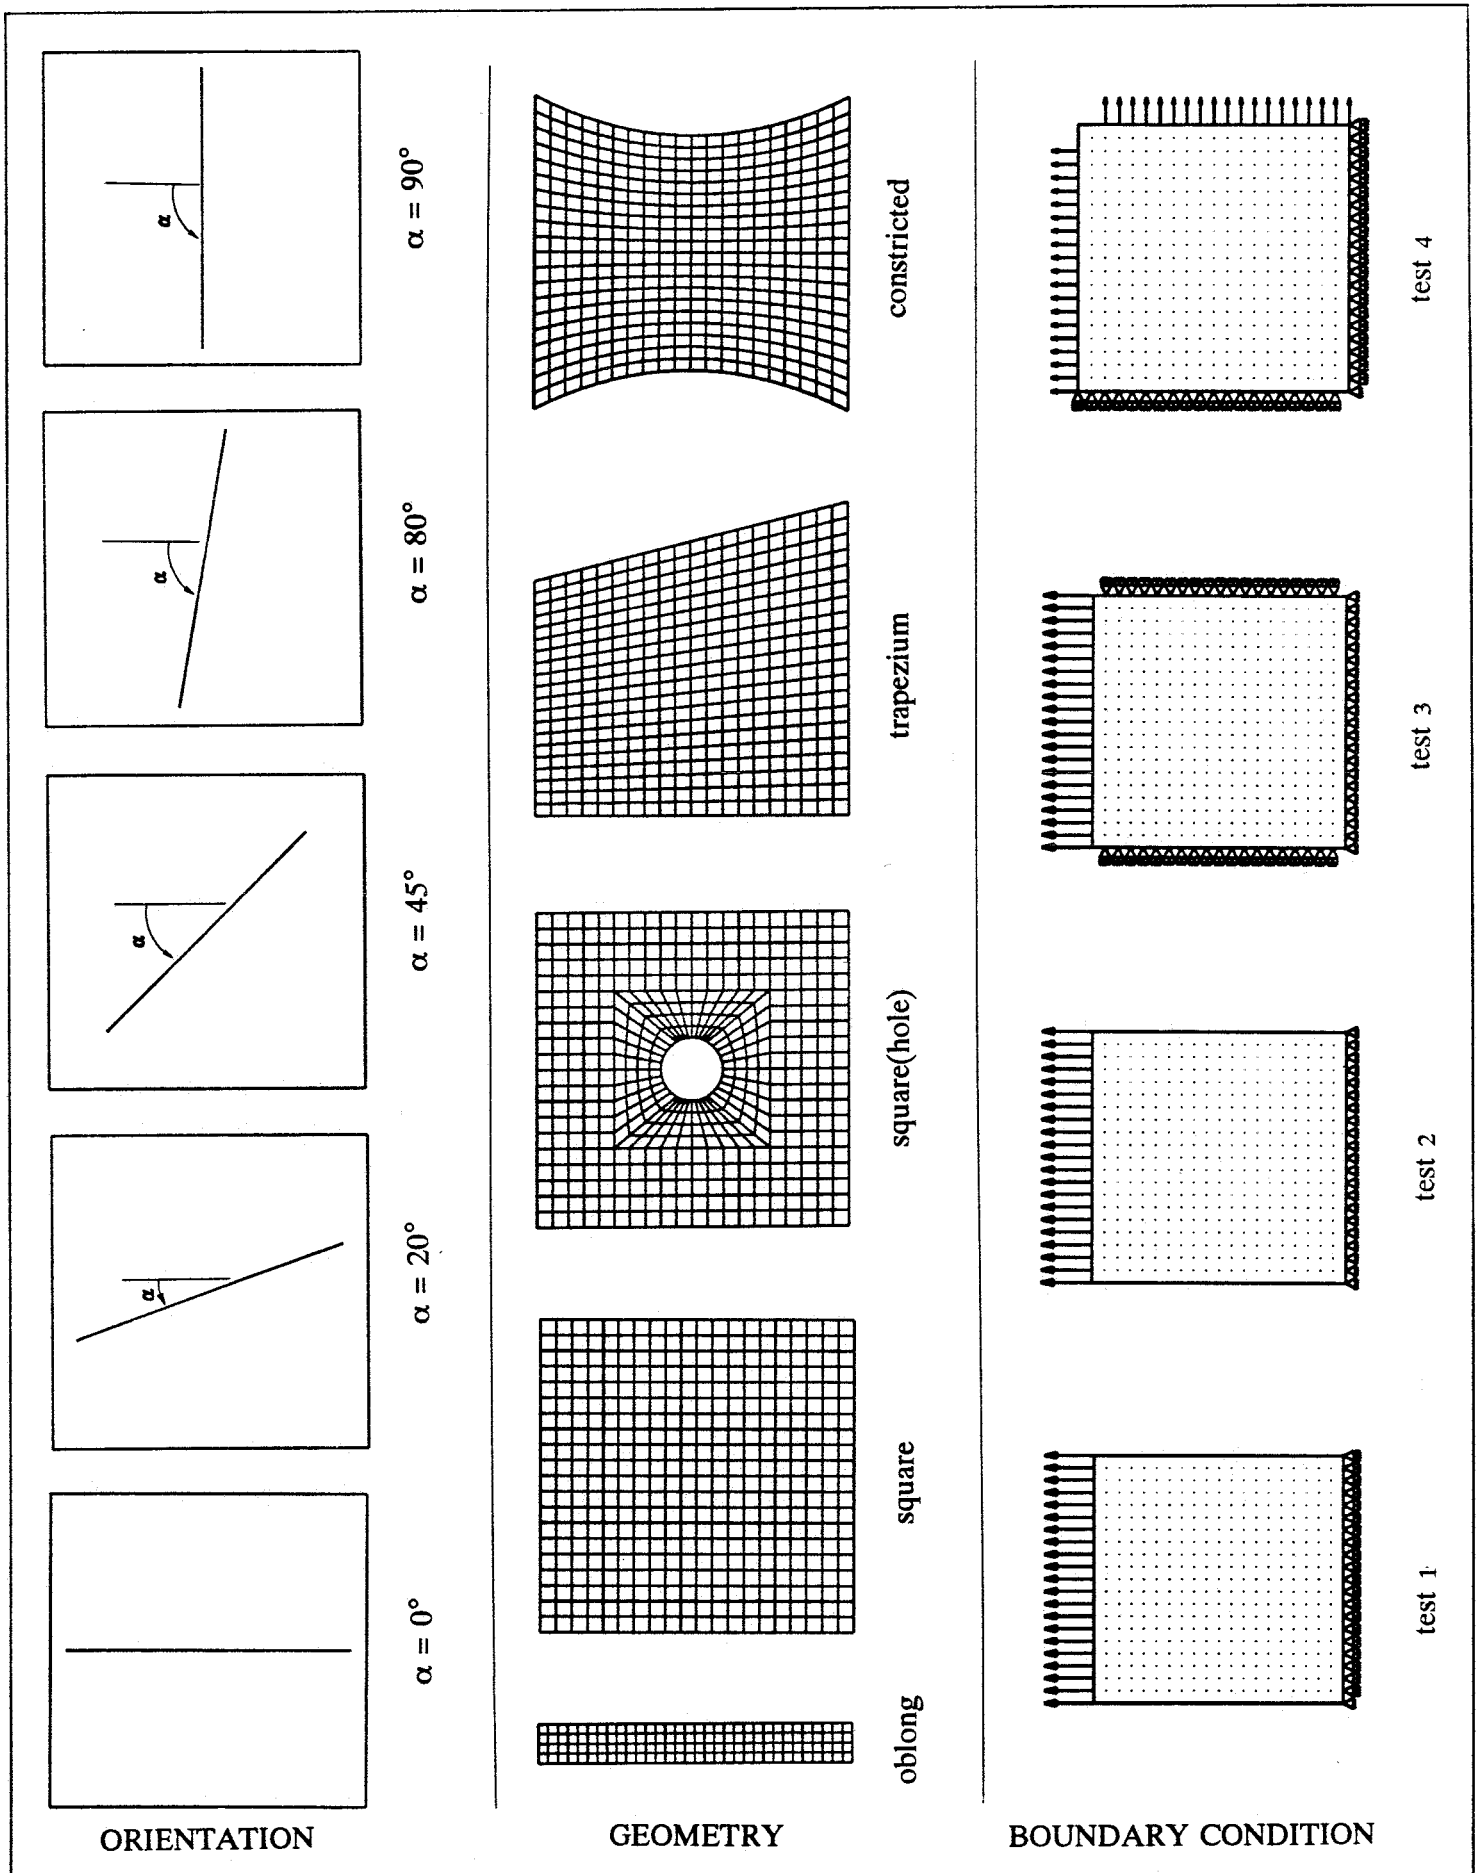 α
α = 90°
α
α = 80°
α
α = 45°
α
α = 20°
α = 0°
ORIENTATION
constricted
trapezium
square(hole)
square
oblong
GEOMETRY
test 4
test 3
test 2
test 1
BOUNDARY CONDITION